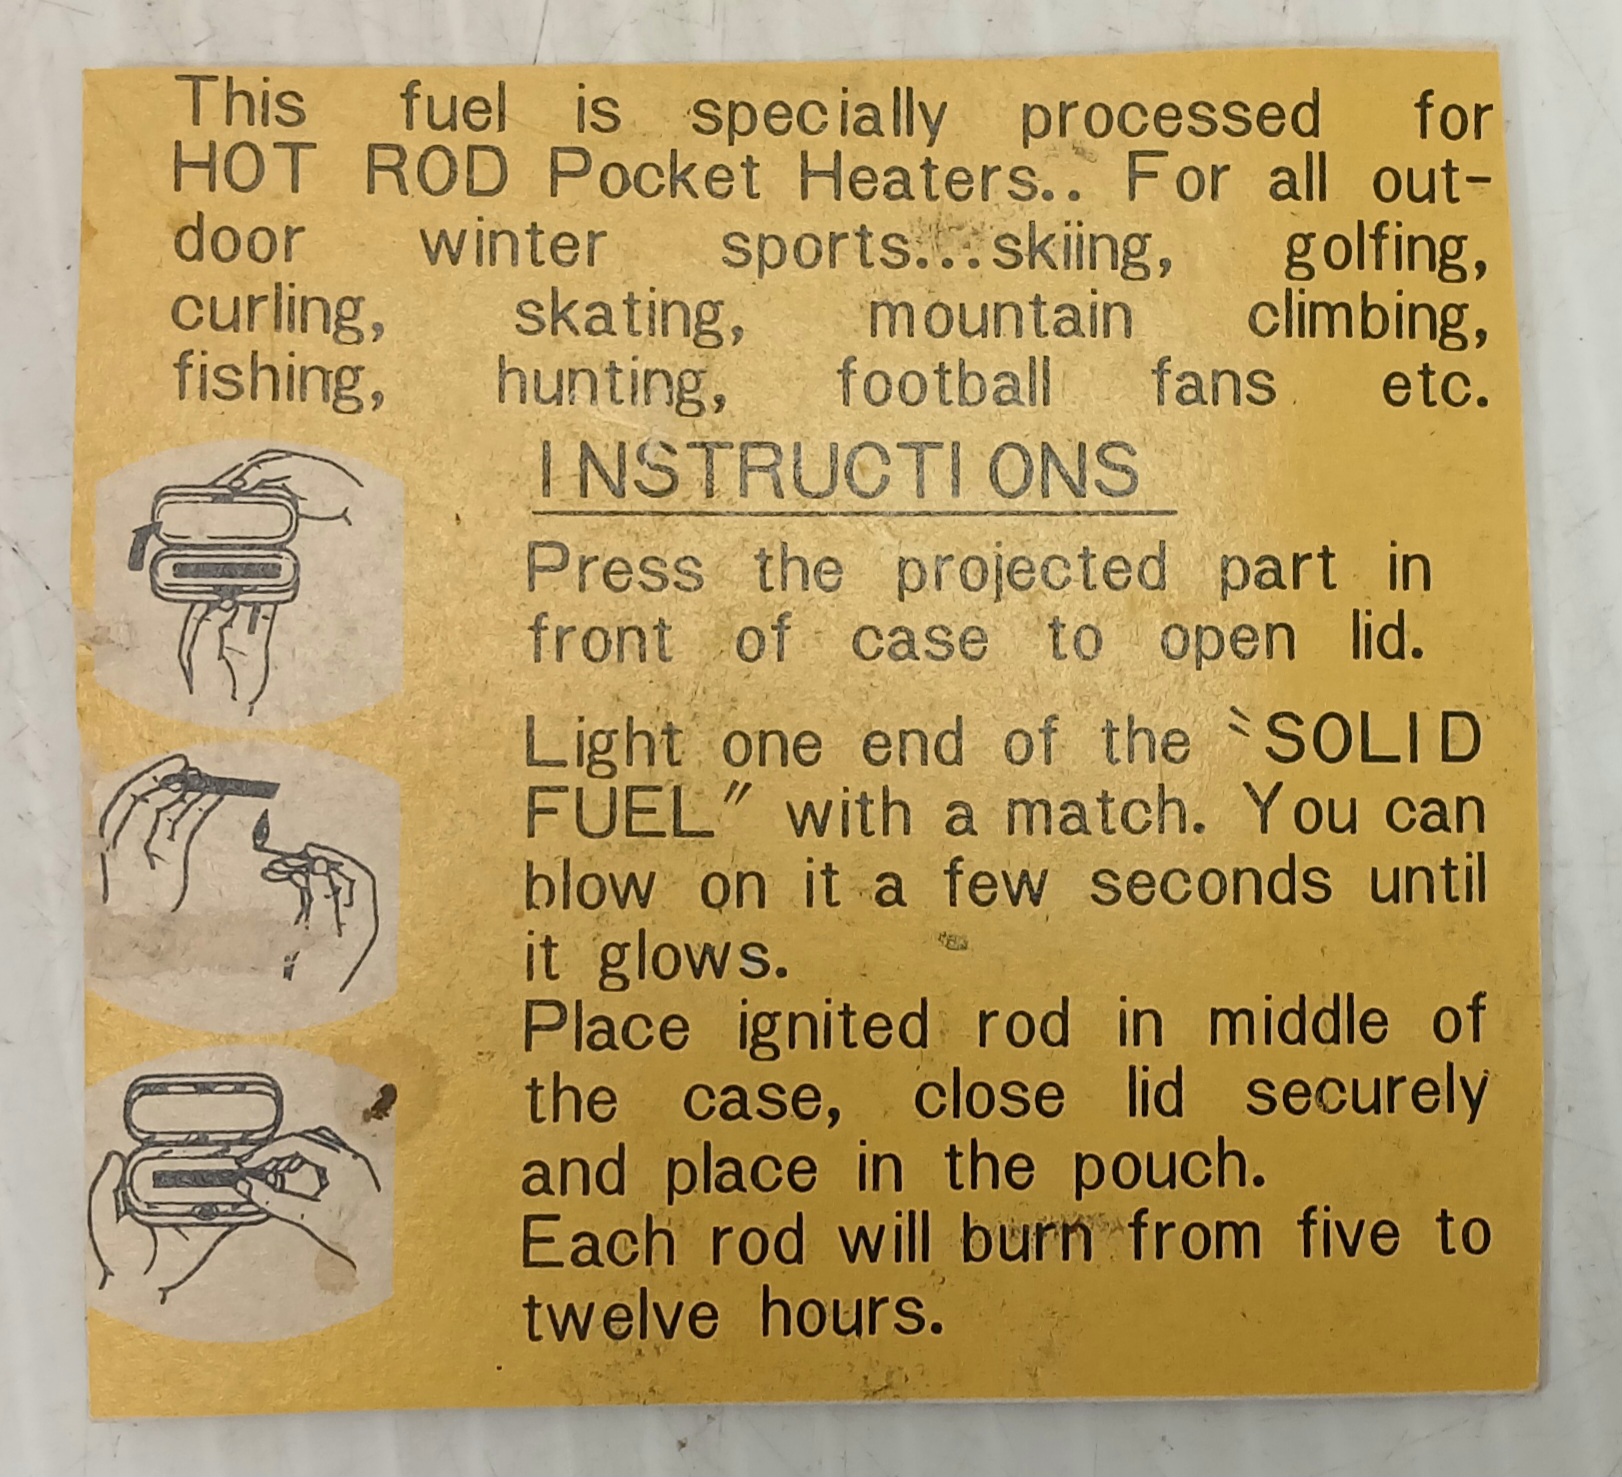 This fuel is specially processed for
HOT ROD Pocket Heaters.. For all out-
door winter sports...skiing, golfing,
curling, skating, mountain climbing,
fishing, hunting, football fans etc.
INSTRUCTIONS
Press the projected part in
front of case to open lid.
Light one end of the 〝SOLID
FUEL〞 with a match. You can
blow on it a few seconds until
it glows.
Place ignited rod in middle of
the case, close lid securely
and place in the pouch.
Each rod will burn from five to
twelve hours.